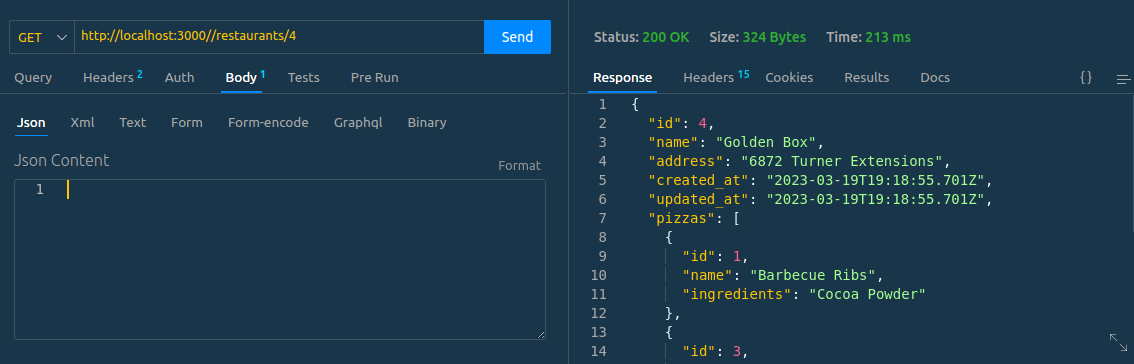 GET http://localhost:3000//restaurants/4 Send
Query Headers 2 Auth Body 1 Tests Pre Run
Json Xml Text Form Form-encode Graphql Binary
Json Content
Format
1
Status: 200 OK Size: 324 Bytes Time: 213 ms
Response Headers 15 Cookies Results Docs {}
1 {
2 "id": 4,
3 "name": "Golden Box",
4 "address": "6872 Turner Extensions",
5 "created_at": "2023-03-19T19:18:55.701Z",
6 "updated_at": "2023-03-19T19:18:55.701Z",
7 "pizzas": [
8 {
9 "id": 1,
10 "name": "Barbecue Ribs",
11 "ingredients": "Cocoa Powder"
12 },
13 {
14 "id": 3,